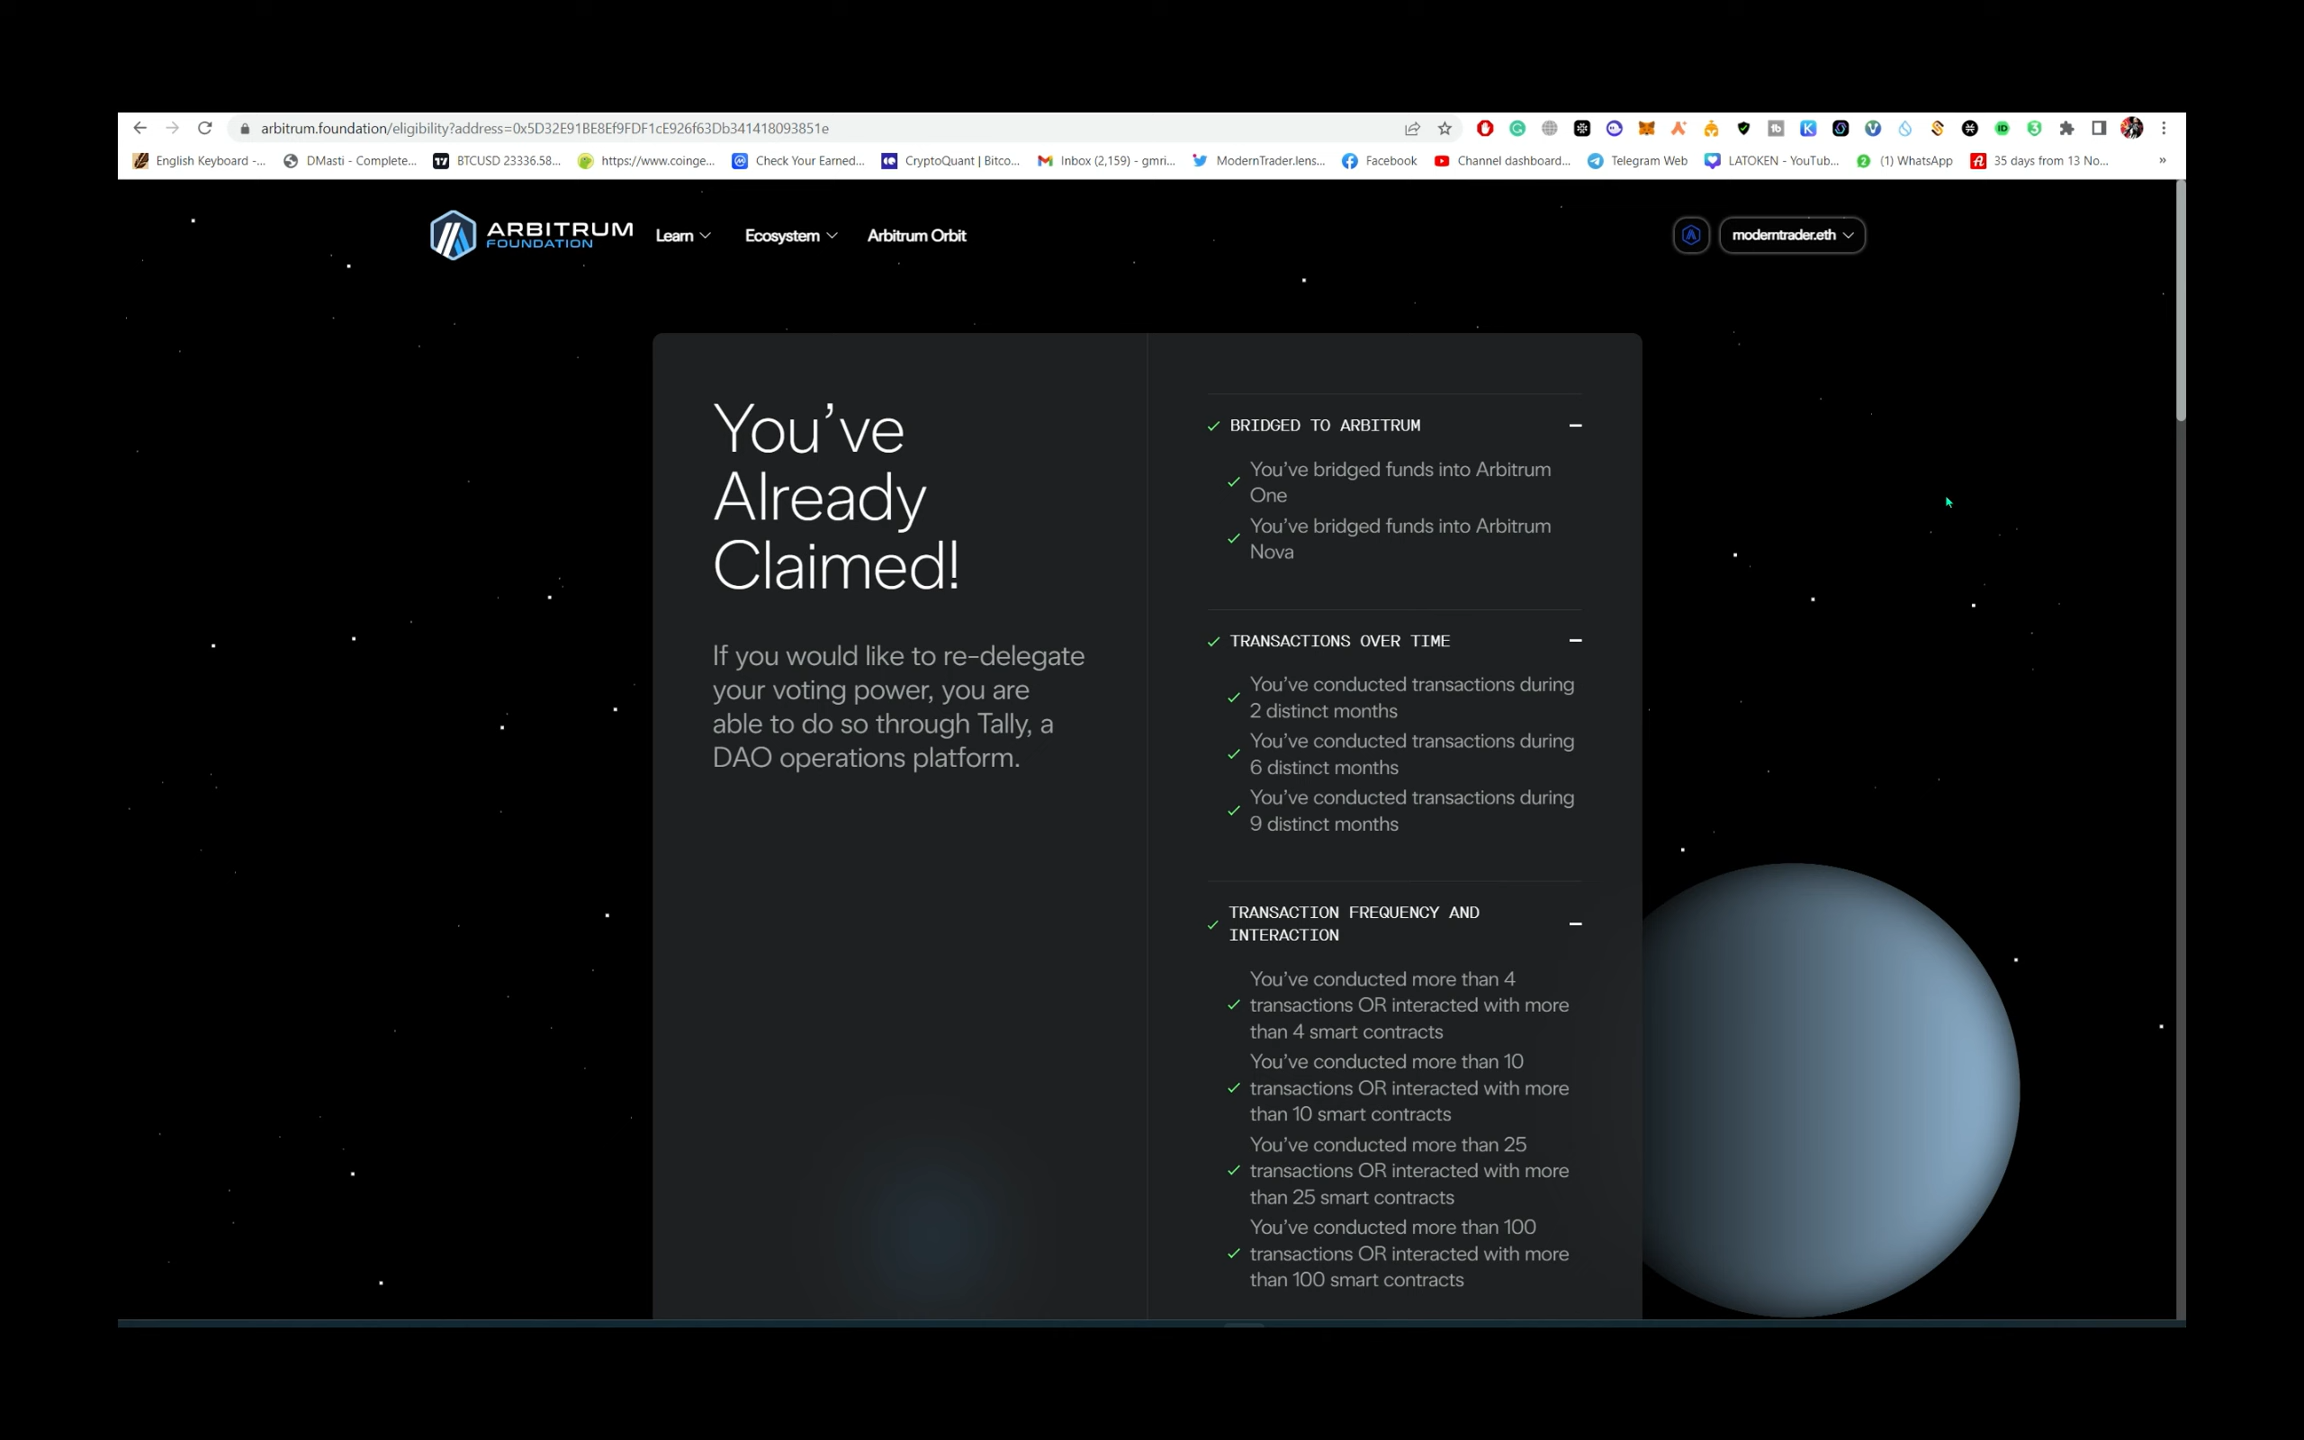 arbitrum.foundation/eligibility?address=0x5D32E91BE8Ef9FDF1cE926f63Db341418093851e
English Keyboard -...
DMasti - Complete...
BTCUSD 23336.58...
https://www.coinge...
Check Your Earned...
CryptoQuant | Bitco...
Inbox (2,159) - gmri...
ModernTrader.lens...
Facebook
Channel dashboard...
Telegram Web
LATOKEN - YouTub...
(1) WhatsApp
35 days from 13 No...
»
ARBITRUM
FOUNDATION
Learn
Ecosystem
Arbitrum Orbit
moderntrader.eth
You’ve
Already
Claimed!
If you would like to re-delegate
your voting power, you are
able to do so through Tally, a
DAO operations platform.
BRIDGED TO ARBITRUM
You’ve bridged funds into Arbitrum
One
You’ve bridged funds into Arbitrum
Nova
TRANSACTIONS OVER TIME
You’ve conducted transactions during
2 distinct months
You’ve conducted transactions during
6 distinct months
You’ve conducted transactions during
9 distinct months
TRANSACTION FREQUENCY AND
INTERACTION
You’ve conducted more than 4
transactions OR interacted with more
than 4 smart contracts
You’ve conducted more than 10
transactions OR interacted with more
than 10 smart contracts
You’ve conducted more than 25
transactions OR interacted with more
than 25 smart contracts
You’ve conducted more than 100
transactions OR interacted with more
than 100 smart contracts